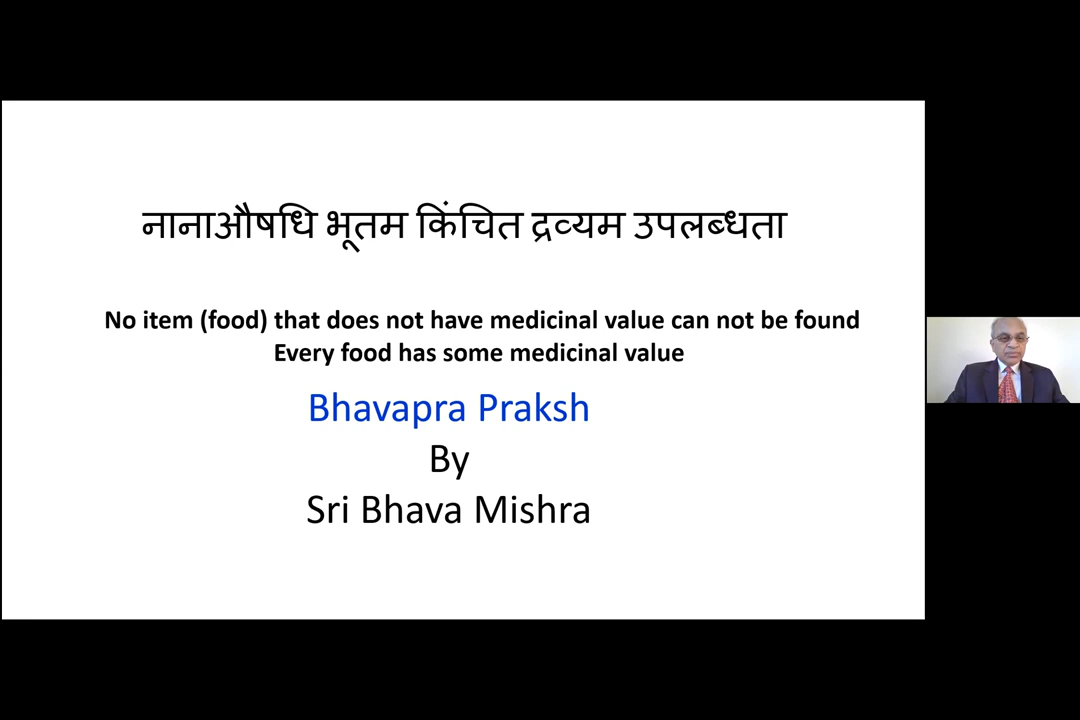 नानाऔषधि भूतम किंचित द्रव्यम उपलब्धता
No item (food) that does not have medicinal value can not be found
Every food has some medicinal value
Bhavapra Praksh
By
Sri Bhava Mishra